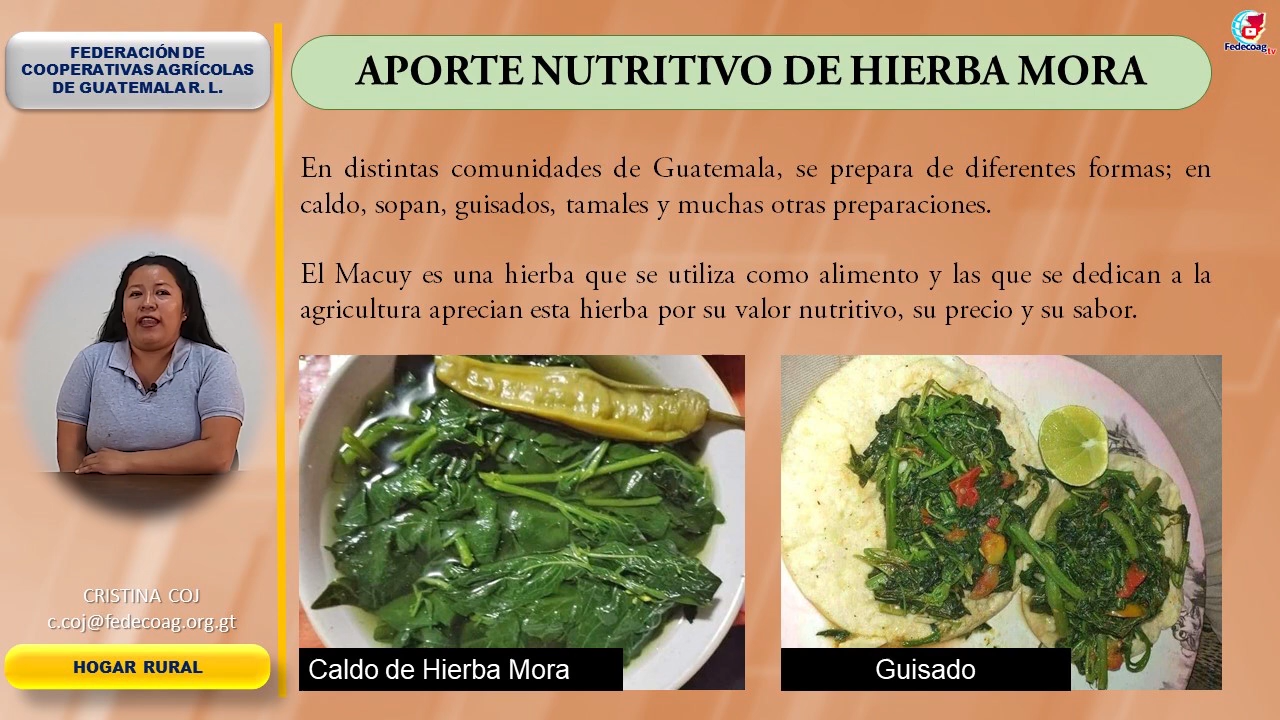 FEDERACIÓN DE
COOPERATIVAS AGRÍCOLAS
DE GUATEMALA R. L.
APORTE NUTRITIVO DE HIERBA MORA
Fedecoag tv
En distintas comunidades de Guatemala, se prepara de diferentes formas; en
caldo, sopan, guisados, tamales y muchas otras preparaciones.
El Macuy es una hierba que se utiliza como alimento y las que se dedican a la
agricultura aprecian esta hierba por su valor nutritivo, su precio y su sabor.
CRISTINA COJ
c.coj@fedecoag.org.gt
HOGAR RURAL
Caldo de Hierba Mora
Guisado